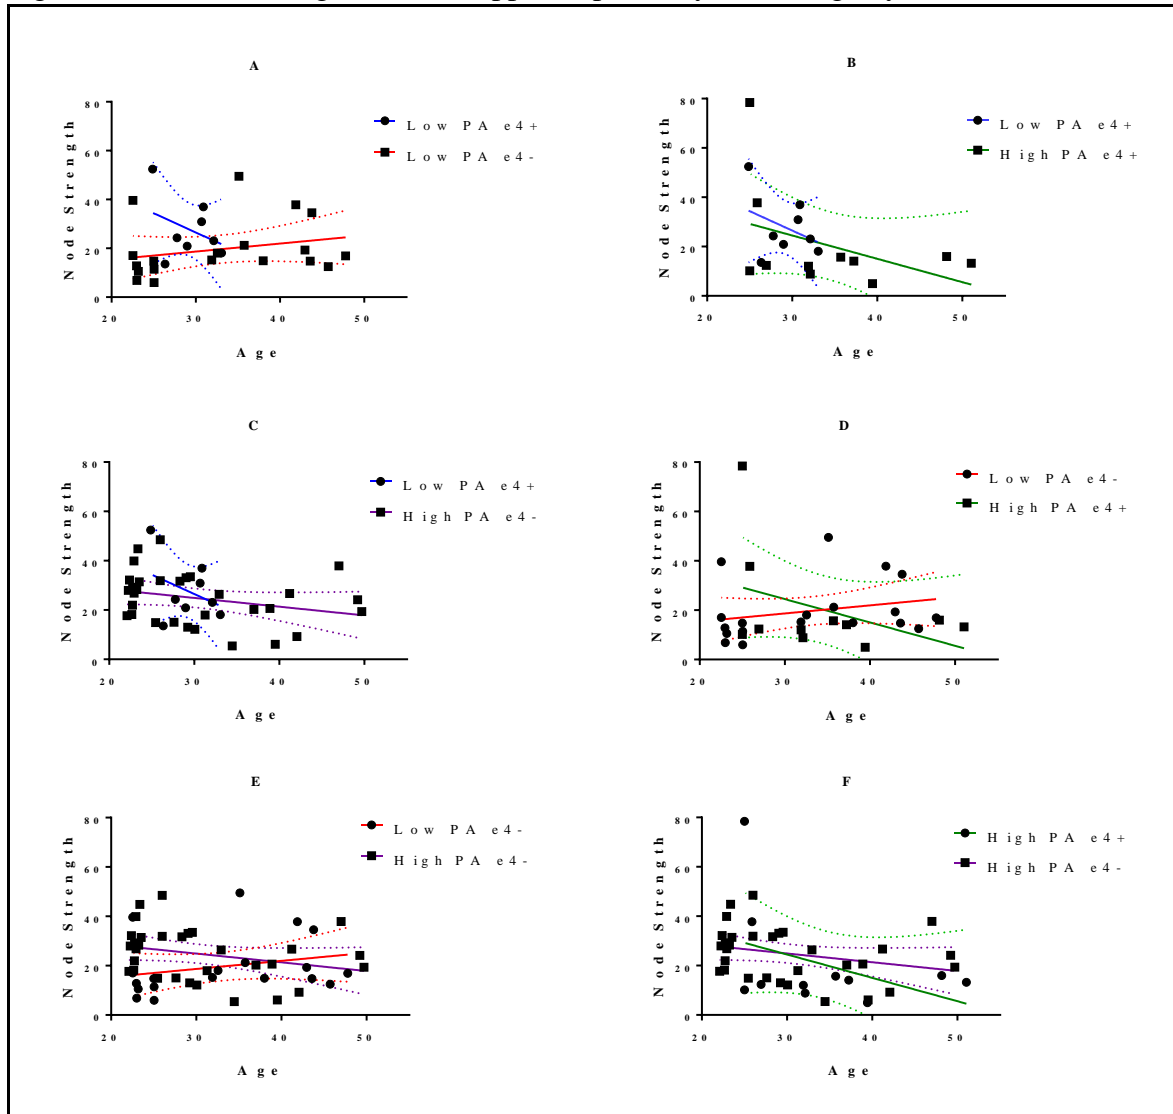 A
Node Strength
80
60
40
20
0
20 30 40 50
Age
Low PA e4+
Low PA e4-
B
Node Strength
80
60
40
20
0
20 30 40 50
Age
Low PA e4+
High PA e4+
C
Node Strength
80
60
40
20
0
20 30 40 50
Age
Low PA e4+
High PA e4-
D
Node Strength
80
60
40
20
0
20 30 40 50
Age
Low PA e4-
High PA e4+
E
Node Strength
80
60
40
20
0
20 30 40 50
Age
Low PA e4-
High PA e4-
F
Node Strength
80
60
40
20
0
20 30 40 50
Age
High PA e4+
High PA e4-